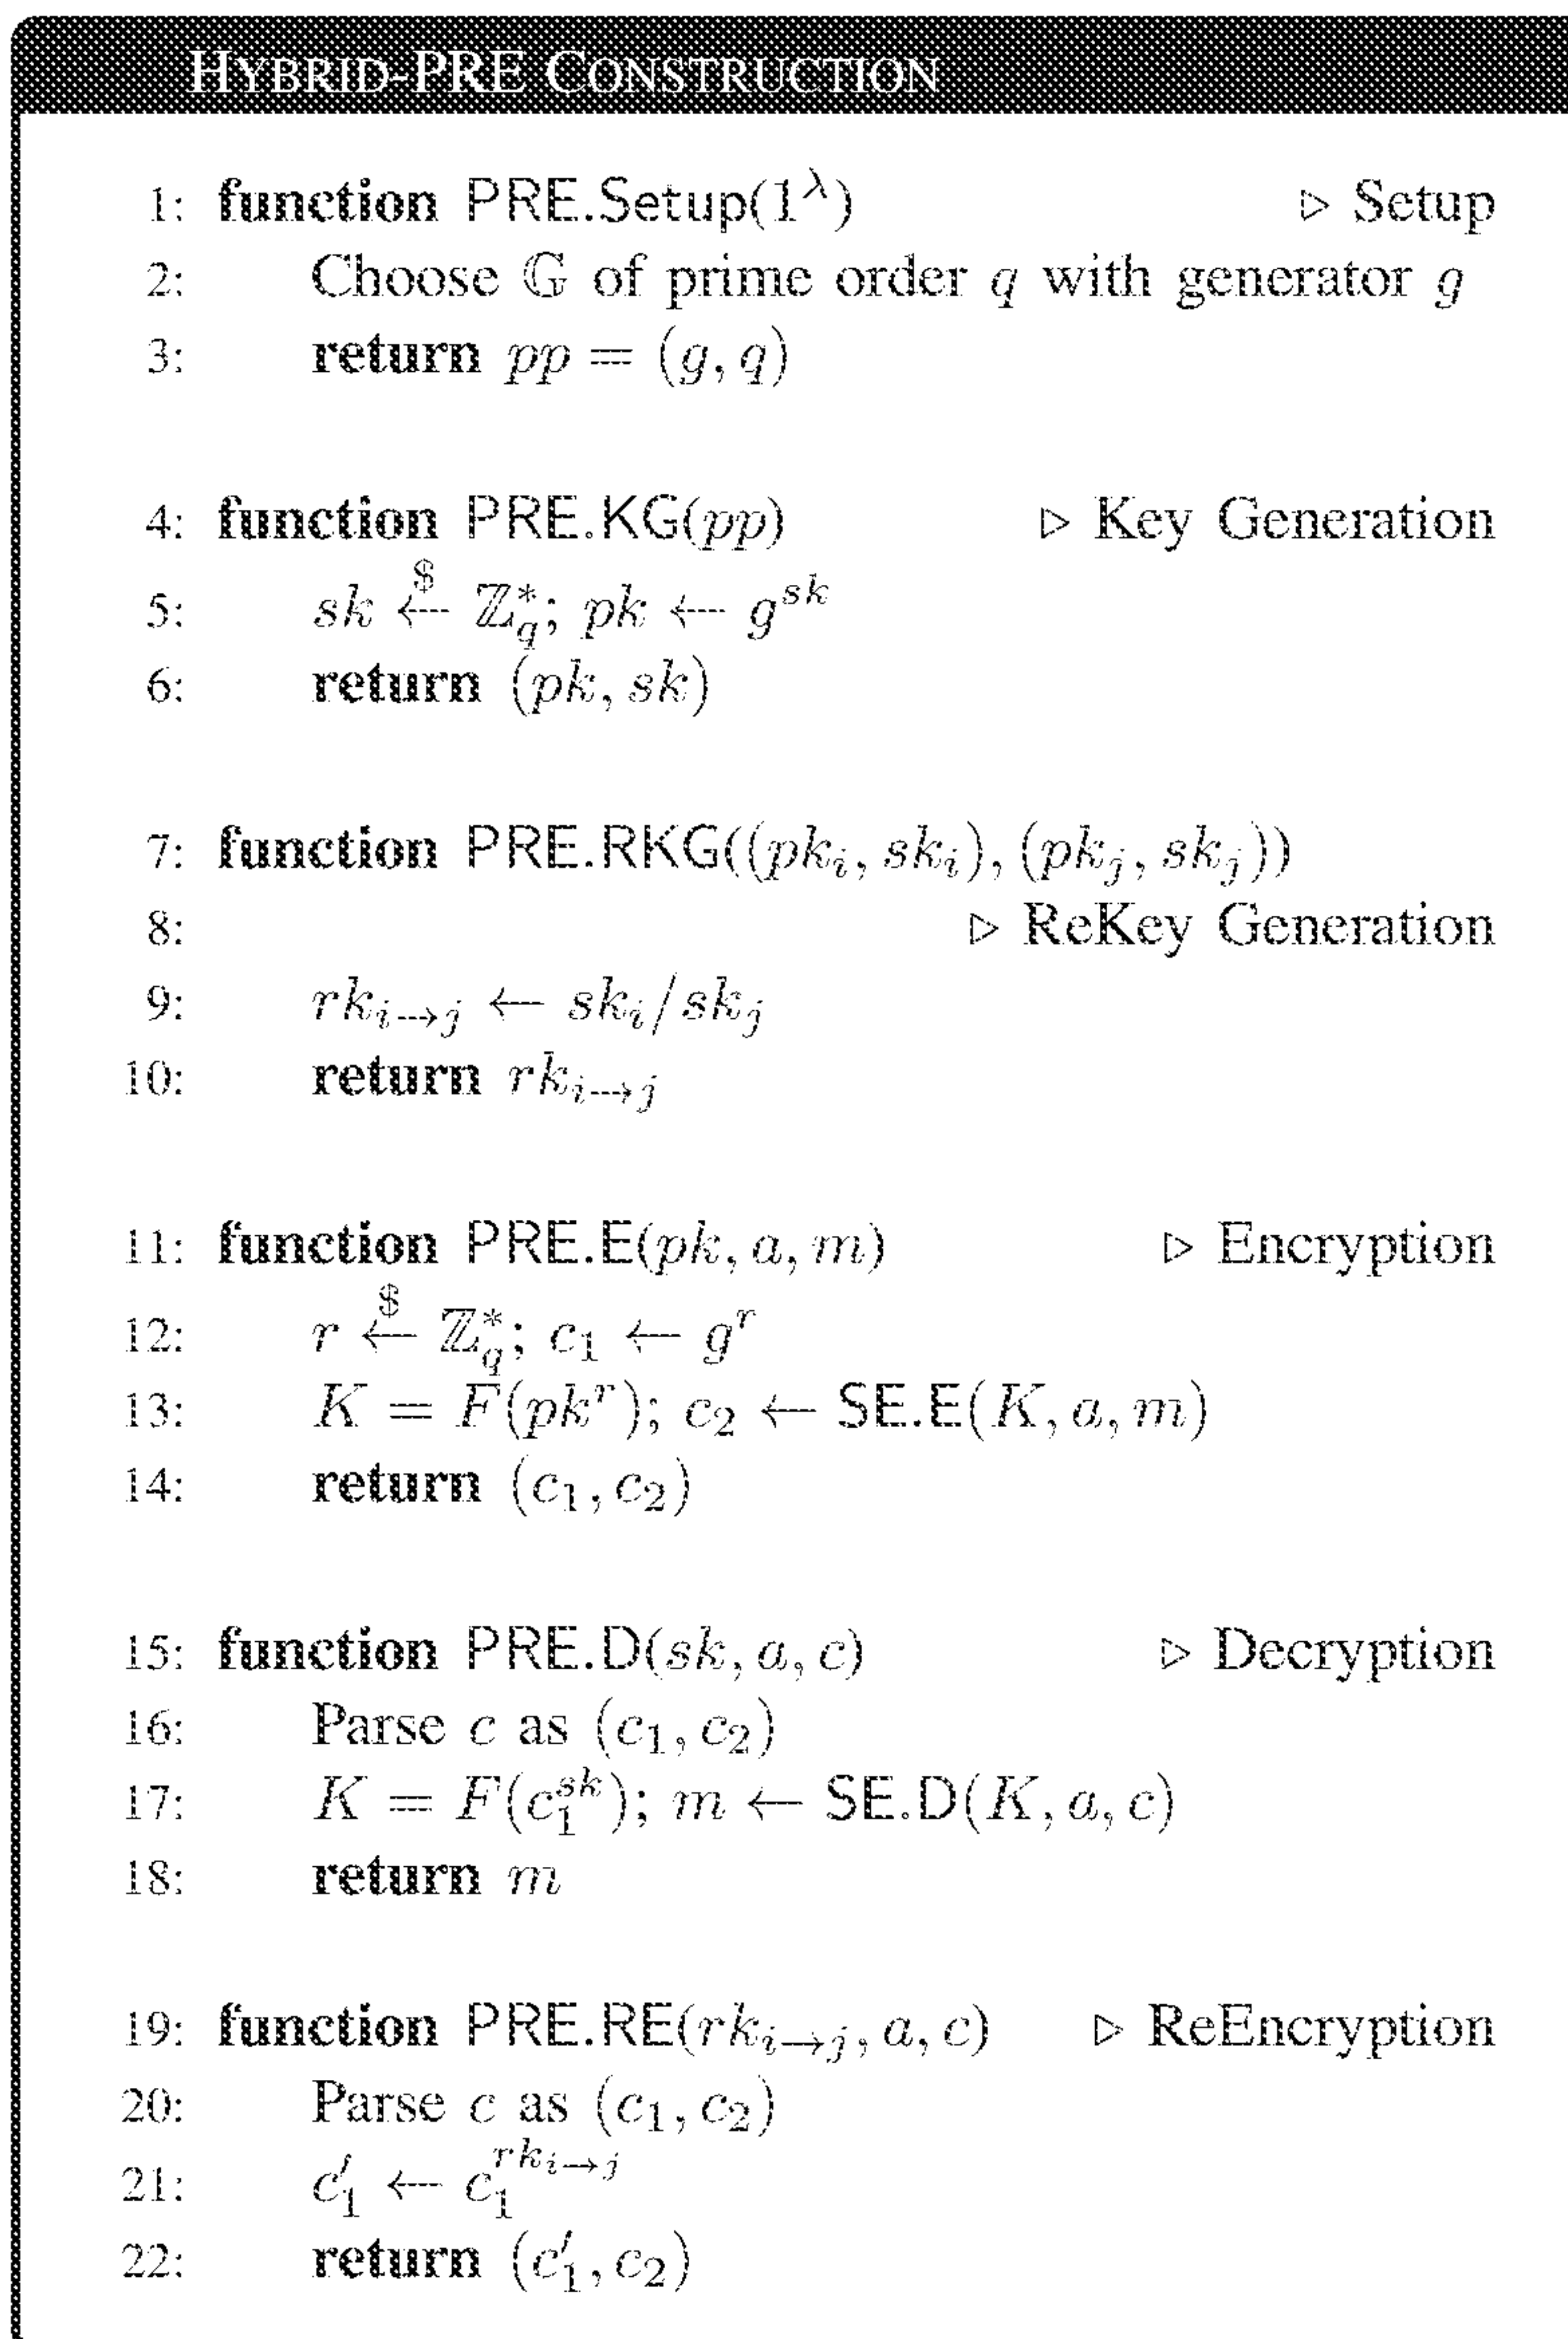 HYBRID-PRE CONSTRUCTION
1: function PRE.Setup(1^λ) ▷ Setup
2: Choose 𝔾 of prime order q with generator g
3: return pp = (g, q)
4: function PRE.KG(pp) ▷ Key Generation
5: sk ←$ ℤ_q^*; pk ← g^{sk}
6: return (pk, sk)
7: function PRE.RKG((pk_i, sk_i), (pk_j, sk_j))
8: ▷ ReKey Generation
9: rk_{i→j} ← sk_i/sk_j
10: return rk_{i→j}
11: function PRE.E(pk, a, m) ▷ Encryption
12: r ←$ ℤ_q^*; c_1 ← g^r
13: K = F(pk^r); c_2 ← SE.E(K, a, m)
14: return (c_1, c_2)
15: function PRE.D(sk, a, c) ▷ Decryption
16: Parse c as (c_1, c_2)
17: K = F(c_1^{sk}); m ← SE.D(K, a, c)
18: return m
19: function PRE.RE(rk_{i→j}, a, c) ▷ ReEncryption
20: Parse c as (c_1, c_2)
21: c'_1 ← c_1^{rk_{i→j}}
22: return (c'_1, c_2)